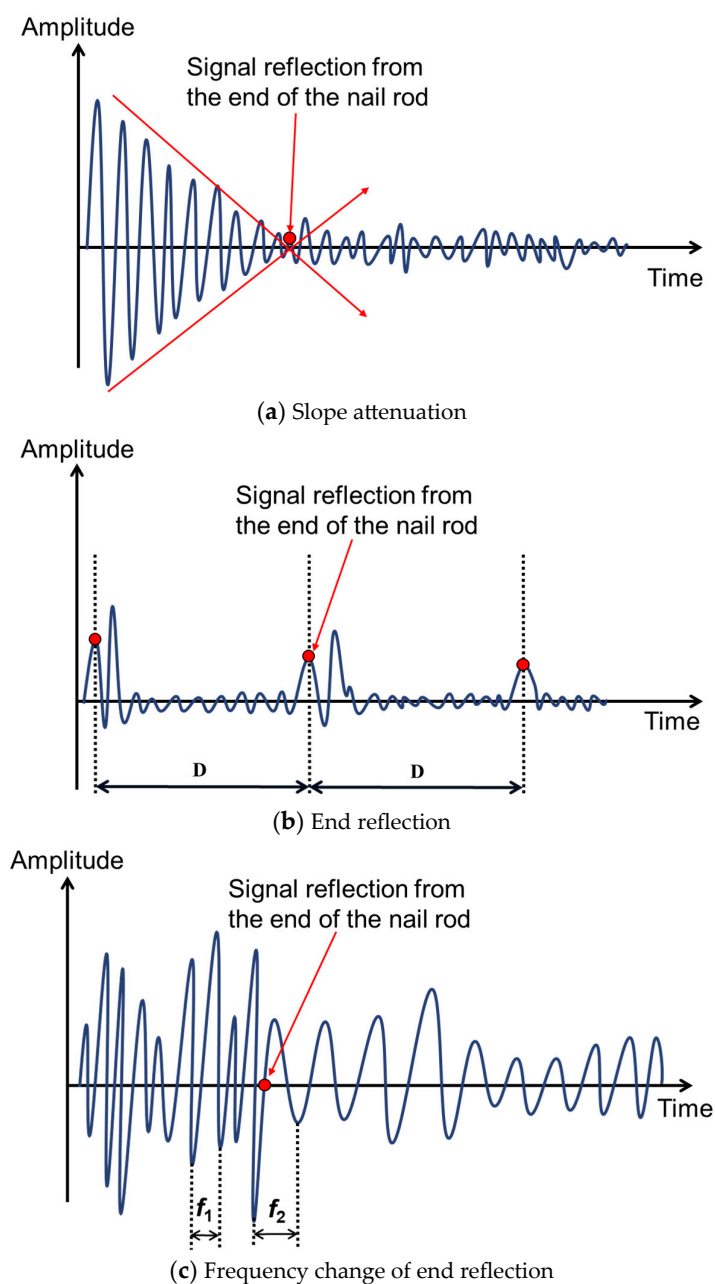 Amplitude
Signal reflection from
the end of the nail rod
Time
(a) Slope attenuation
Amplitude
Signal reflection from
the end of the nail rod
Time
D
D
(b) End reflection
Amplitude
Signal reflection from
the end of the nail rod
Time
f₁
f₂
(c) Frequency change of end reflection